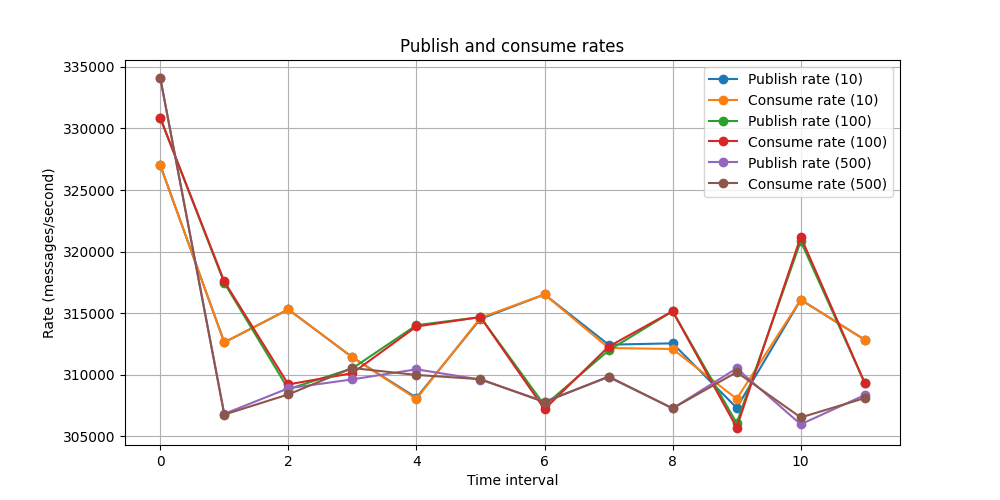 Publish and consume rates
335000
330000
325000
320000
315000
310000
305000
Rate (messages/second)
Publish rate (10)
Consume rate (10)
Publish rate (100)
Consume rate (100)
Publish rate (500)
Consume rate (500)
0 2 4 6 8 10
Time interval